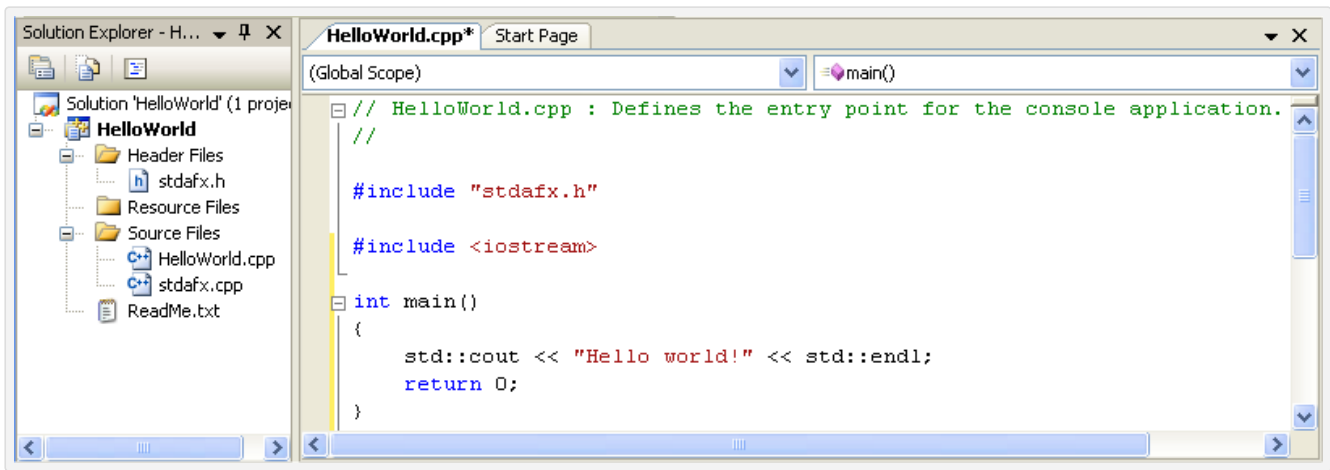 Solution Explorer - H...
Solution 'HelloWorld' (1 proje
HelloWorld
Header Files
stdafx.h
Resource Files
Source Files
HelloWorld.cpp
stdafx.cpp
ReadMe.txt
HelloWorld.cpp* Start Page
(Global Scope) main()
// HelloWorld.cpp : Defines the entry point for the console application.
//
#include "stdafx.h"
#include <iostream>
int main()
{
    std::cout << "Hello world!" << std::endl;
    return 0;
}